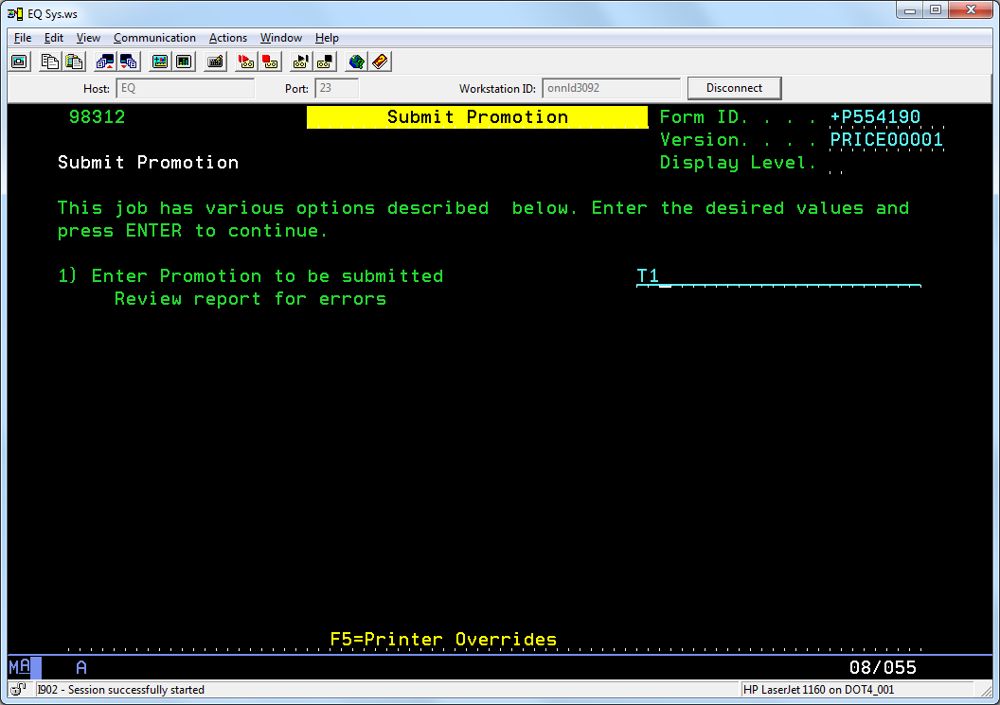 EQ Sys.ws
File Edit View Communication Actions Window Help
Host: EQ Port: 23 Workstation ID: onnld3092 Disconnect
98312 Submit Promotion Form ID. . . . +P554190
Version. . . . PRICE00001
Submit Promotion Display Level. . .
This job has various options described  below. Enter the desired values and
press ENTER to continue.
1) Enter Promotion to be submitted T1
Review report for errors
F5=Printer Overrides
MA A 08/055
I902 - Session successfully started HP LaserJet 1160 on DOT4_001